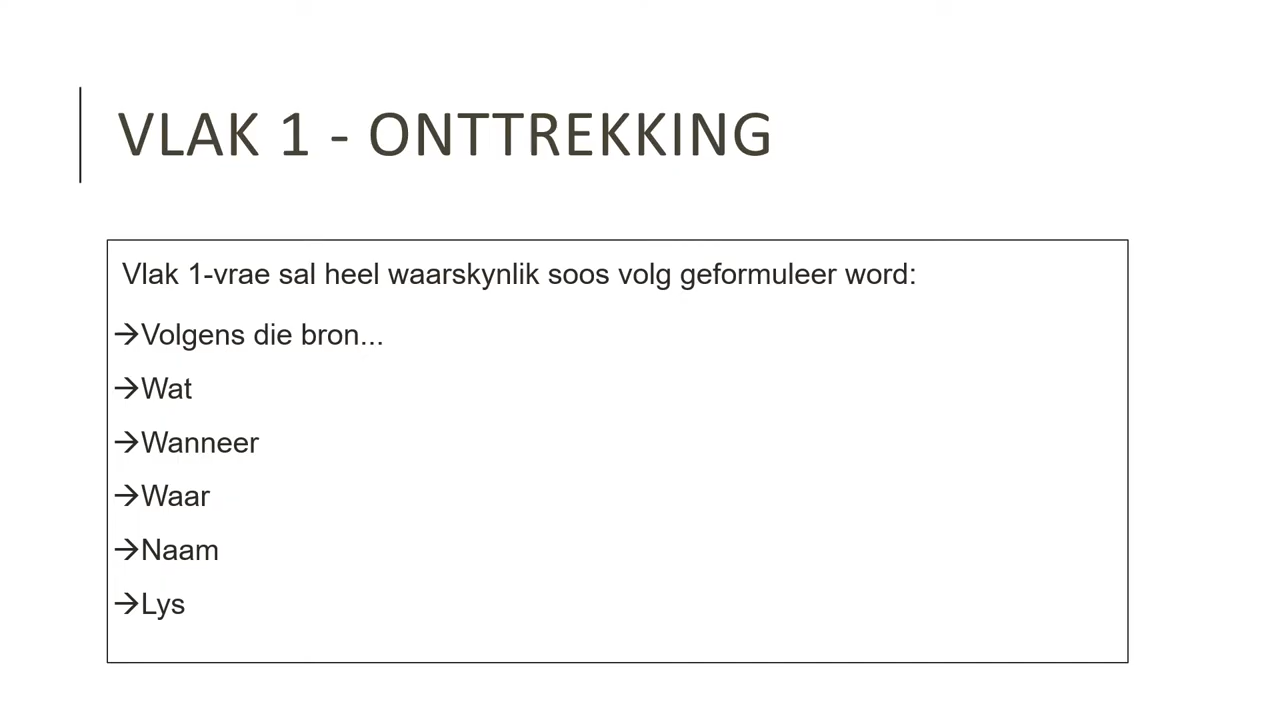 VLAK 1 - ONTTREKKING
Vlak 1-vrae sal heel waarskynlik soos volg geformuleer word:
→Volgens die bron...
→Wat
→Wanneer
→Waar
→Naam
→Lys